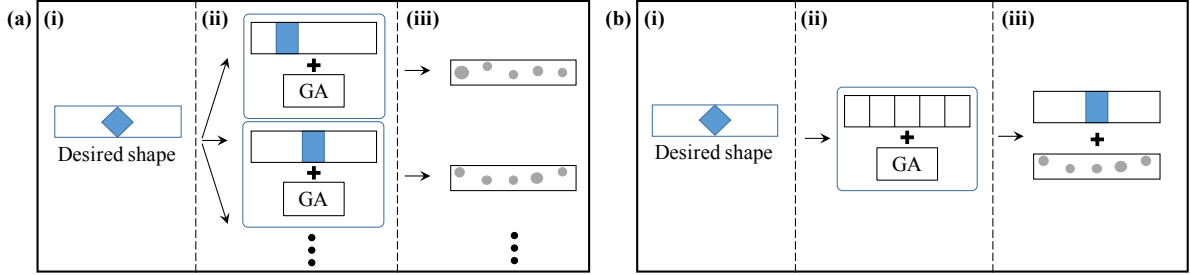 (a) (i) (ii) (iii)
Desired shape
GA
GA
(b) (i) (ii) (iii)
Desired shape
GA